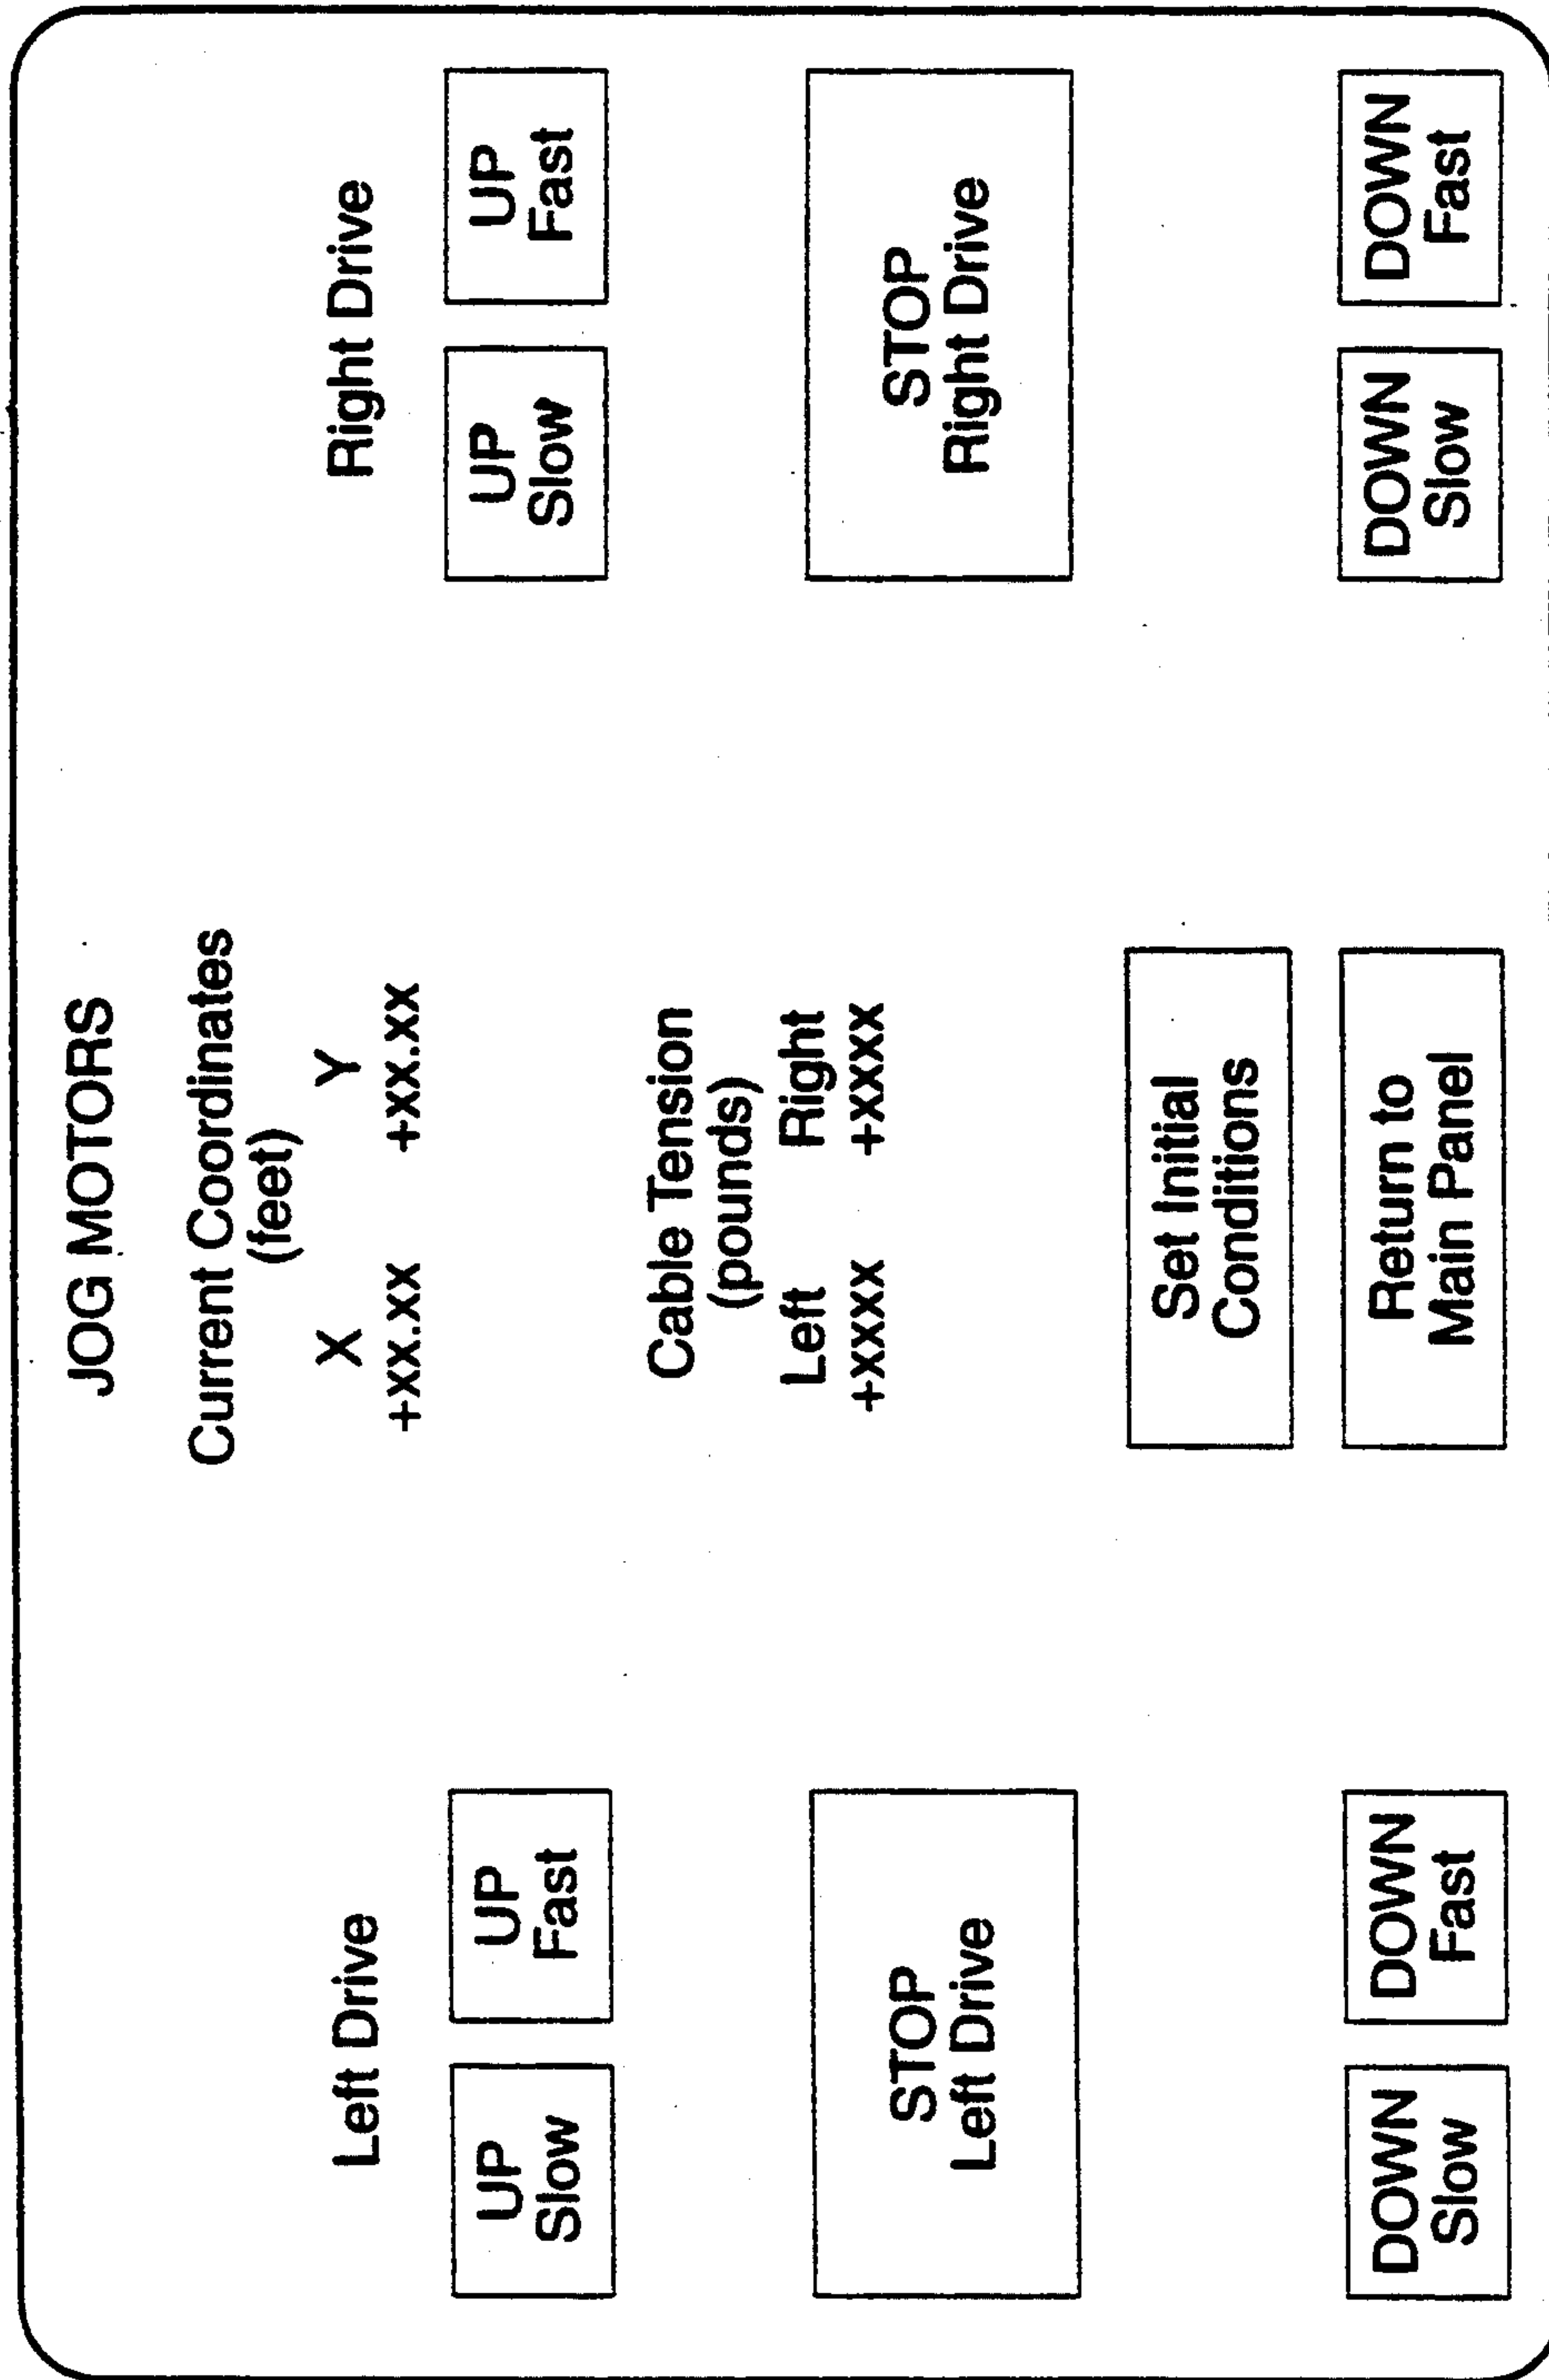 JOG MOTORS
Current Coordinates
(feet)
X Y
+xx.xx +xx.xx
Cable Tension
(pounds)
Left Right
+xxxx +xxxx
Set Initial
Conditions
Return to
Main Panel
Left Drive
UP
Slow
UP
Fast
STOP
Left Drive
DOWN
Slow
DOWN
Fast
Right Drive
UP
Slow
UP
Fast
STOP
Right Drive
DOWN
Slow
DOWN
Fast